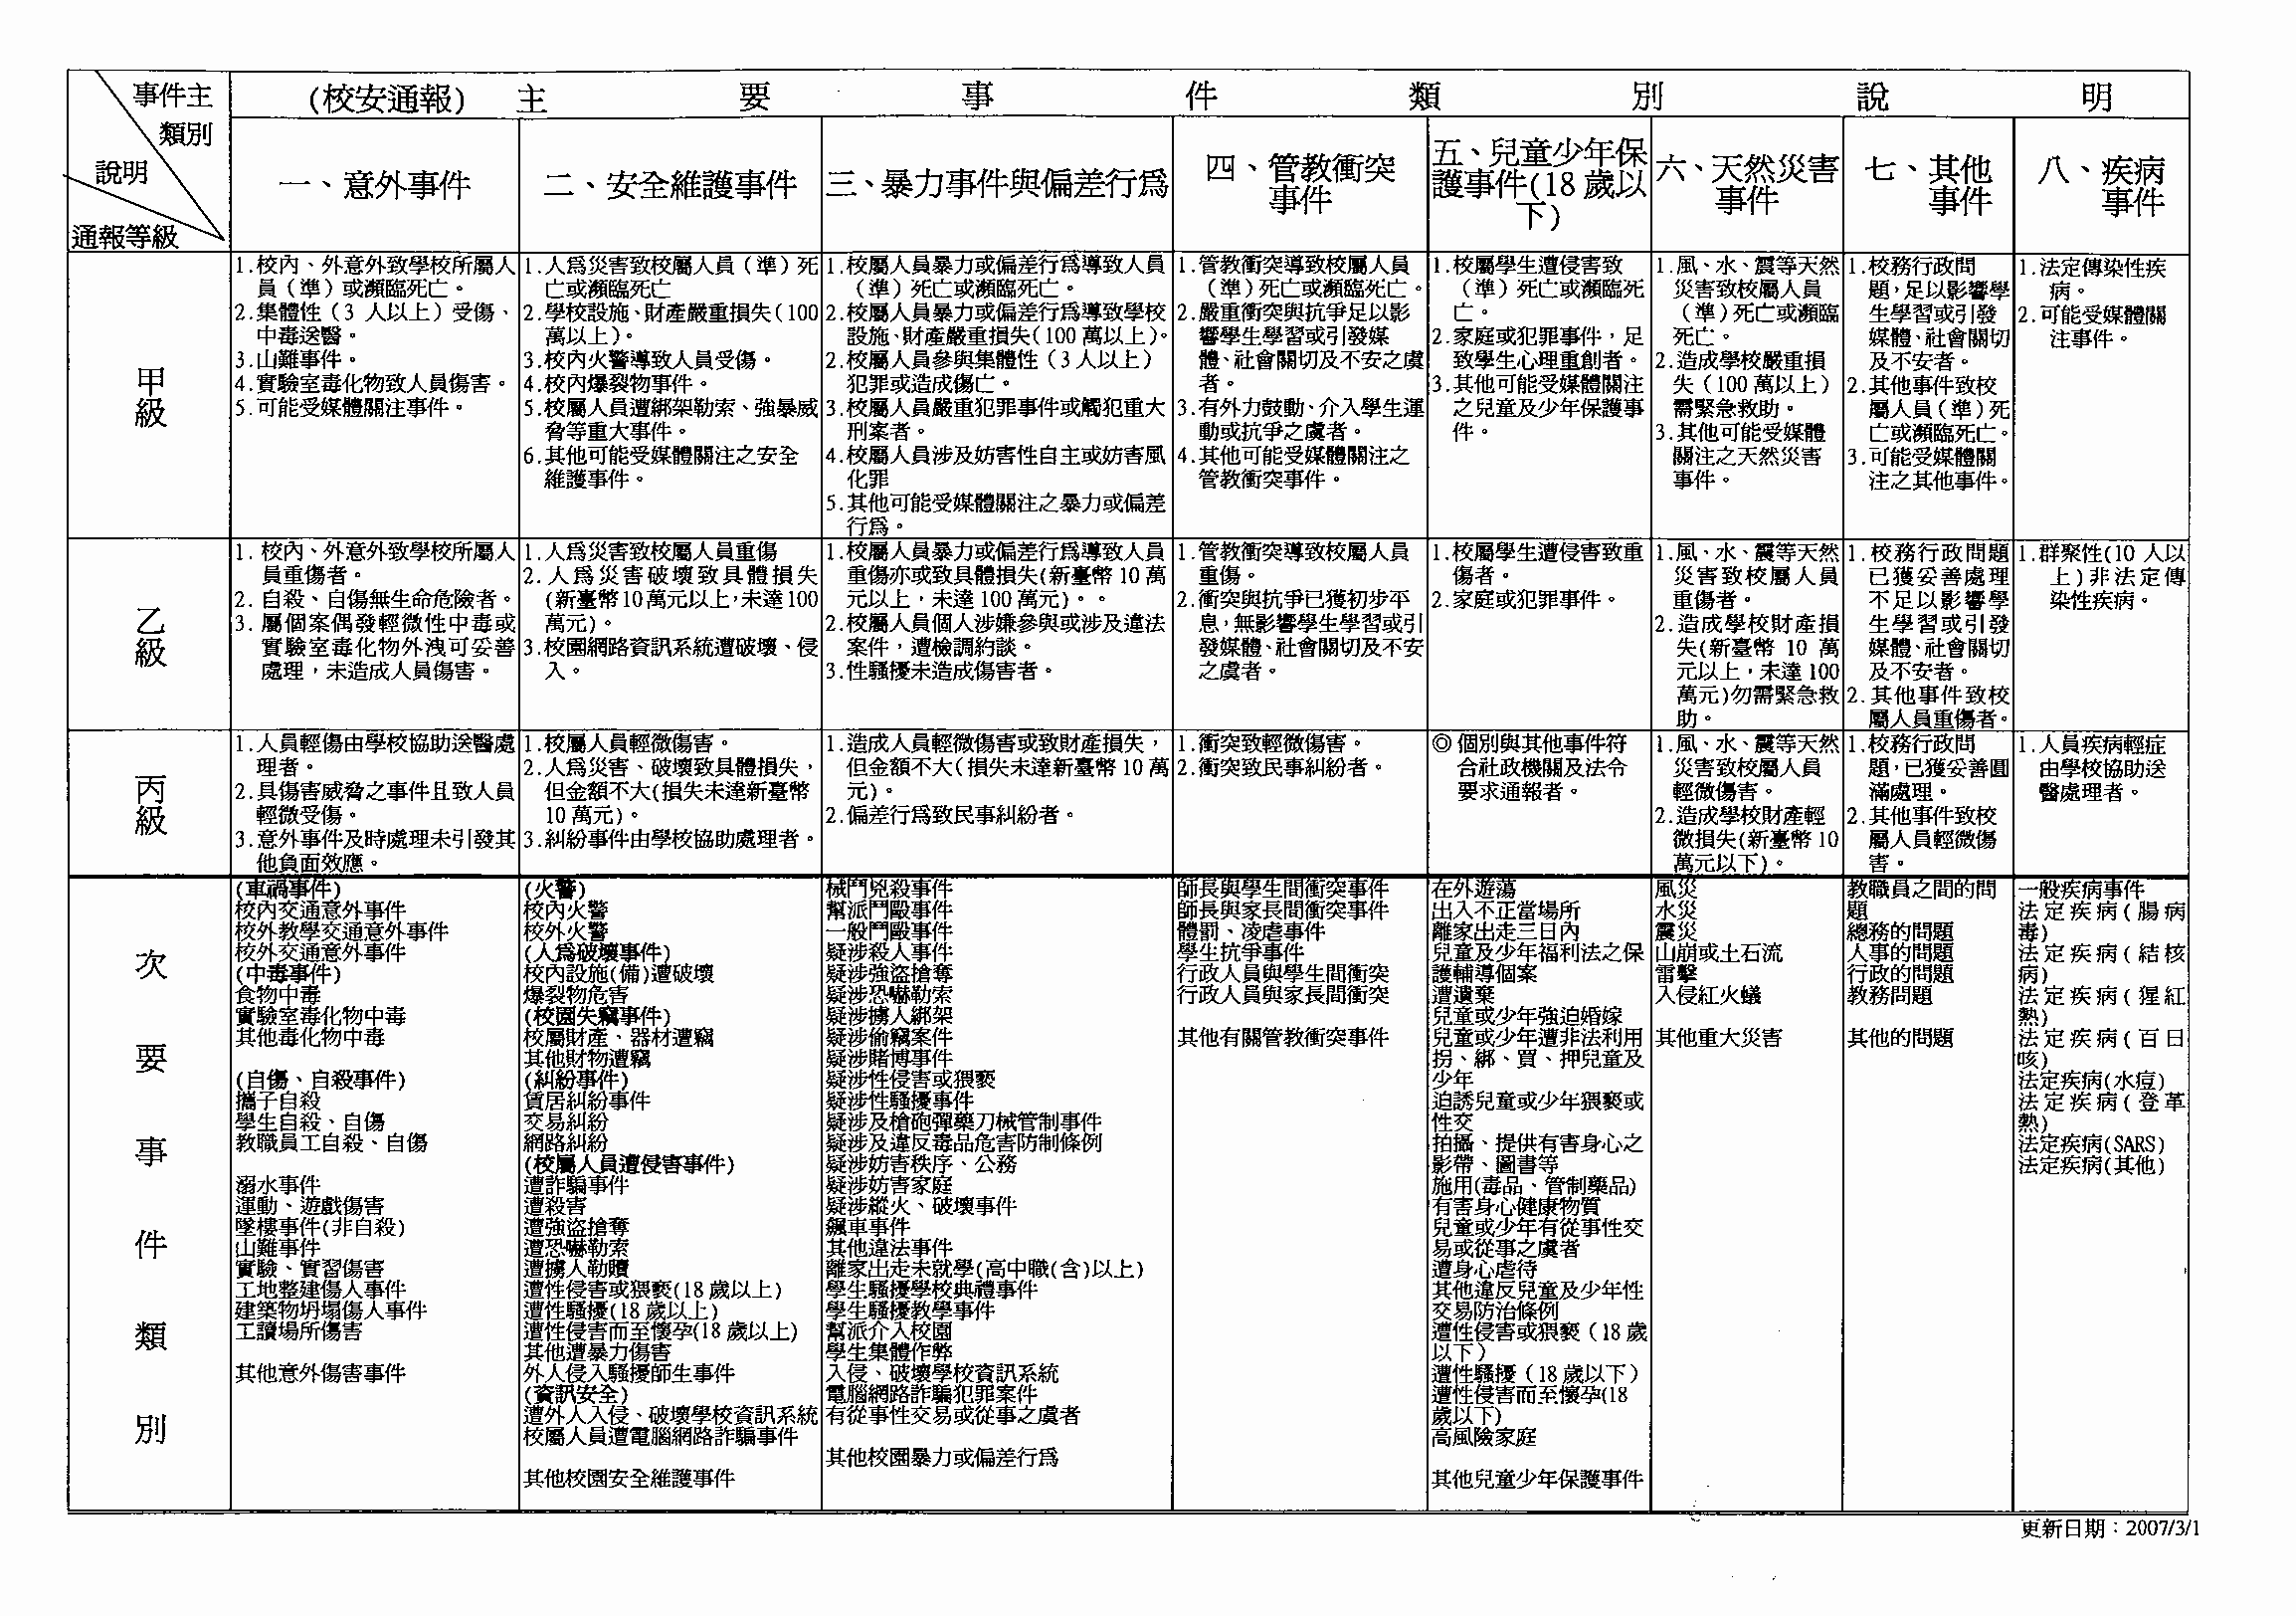 事件主
類別
說明
通報等級
(校安通報) 主 要 事 件 類 別 說 明
一、意外事件
二、安全維護事件
三、暴力事件與偏差行爲
四、管教衝突
事件
五、兒童少年保
護事件(18 歲以
下)
六、天然災害
事件
七、其他
事件
八、疾病
事件
甲
級
1.校內、外意外致學校所屬人
員（準）或瀕臨死亡。
2.集體性（3 人以上）受傷、
中毒送醫。
3.山難事件。
4.實驗室毒化物致人員傷害。
5.可能受媒體關注事件。
1.人爲災害致校屬人員（準）死
亡或瀕臨死亡
2.學校設施、財產嚴重損失(100
萬以上)。
3.校內火警導致人員受傷。
4.校內爆裂物事件。
5.校屬人員遭綁架勒索、強暴威
脅等重大事件。
6.其他可能受媒體關注之安全
維護事件。
1.校屬人員暴力或偏差行爲導致人員
（準）死亡或瀕臨死亡。
2.校屬人員暴力或偏差行爲導致學校
設施、財產嚴重損失(100 萬以上)。
2.校屬人員參與集體性（3 人以上）
犯罪或造成傷亡。
3.校屬人員嚴重犯罪事件或觸犯重大
刑案者。
4.校屬人員涉及妨害性自主或妨害風
化罪
5.其他可能受媒體關注之暴力或偏差
行爲。
1.管教衝突導致校屬人員
（準）死亡或瀕臨死亡。
2.嚴重衝突與抗爭足以影
響學生學習或引發媒
體、社會關切及不安之虞
者。
3.有外力鼓動、介入學生運
動或抗爭之虞者。
4.其他可能受媒體關注之
管教衝突事件。
1.校屬學生遭侵害致
（準）死亡或瀕臨死
亡。
2.家庭或犯罪事件，足
致學生心理重創者。
3.其他可能受媒體關注
之兒童及少年保護事
件。
1.風、水、震等天然
災害致校屬人員
（準）死亡或瀕臨
死亡。
2.造成學校嚴重損
失（100 萬以上）
需緊急救助。
3.其他可能受媒體
關注之天然災害
事件。
1.校務行政問
題，足以影響學
生學習或引發
媒體、社會關切
及不安者。
2.其他事件致校
屬人員（準）死
亡或瀕臨死亡。
3.可能受媒體關
注之其他事件。
1.法定傳染性疾
病。
2.可能受媒體關
注事件。
乙
級
1. 校內、外意外致學校所屬人
員重傷者。
2. 自殺、自傷無生命危險者。
3. 屬個案偶發輕微性中毒或
實驗室毒化物外洩可妥善
處理，未造成人員傷害。
1.人爲災害致校屬人員重傷
2.人爲災害破壞致具體損失
(新臺幣10萬元以上，未達100
萬元)。
3.校園網路資訊系統遭破壞、侵
入。
1.校屬人員暴力或偏差行爲導致人員
重傷亦或致具體損失(新臺幣 10 萬
元以上，未達 100 萬元)。。
2.校屬人員個人涉嫌參與或涉及違法
案件，遭檢調約談。
3.性騷擾未造成傷害者。
1.管教衝突導致校屬人員
重傷。
2.衝突與抗爭已獲初步平
息，無影響學生學習或引
發媒體、社會關切及不安
之虞者。
1.校屬學生遭侵害致重
傷者。
2.家庭或犯罪事件。
1.風、水、震等天然
災害致校屬人員
重傷者。
2.造成學校財產損
失(新臺幣 10 萬
元以上，未達 100
萬元)勿需緊急救
助。
1.校務行政問題
已獲妥善處理
不足以影響學
生學習或引發
媒體、社會關切
及不安者。
2.其他事件致校
屬人員重傷者。
1.群聚性(10 人以
上)非法定傳
染性疾病。
丙
級
1.人員輕傷由學校協助送醫處
理者。
2.具傷害威脅之事件且致人員
輕微受傷。
3.意外事件及時處理未引發其
他負面效應。
1.校屬人員輕微傷害。
2.人爲災害、破壞致具體損失，
但金額不大(損失未達新臺幣
10 萬元)。
3.糾紛事件由學校協助處理者。
1.造成人員輕微傷害或致財產損失，
但金額不大(損失未達新臺幣 10 萬
元)。
2.偏差行爲致民事糾紛者。
1.衝突致輕微傷害。
2.衝突致民事糾紛者。
◎ 個別與其他事件符
合社政機關及法令
要求通報者。
1.風、水、震等天然
災害致校屬人員
輕微傷害。
2.造成學校財產輕
微損失(新臺幣 10
萬元以下)。
1.校務行政問
題，已獲妥善圓
滿處理。
2.其他事件致校
屬人員輕微傷
害。
1.人員疾病輕症
由學校協助送
醫處理者。
次
要
事
件
類
別
(車禍事件)
校內交通意外事件
校外教學交通意外事件
校外交通意外事件
(中毒事件)
食物中毒
實驗室毒化物中毒
其他毒化物中毒
(自傷、自殺事件)
攜子自殺
學生自殺、自傷
教職員工自殺、自傷
溺水事件
運動、遊戲傷害
墜樓事件(非自殺)
山難事件
實驗、實習傷害
工地整建傷人事件
建築物坍塌傷人事件
工讀場所傷害
其他意外傷害事件
(火警)
校內火警
校外火警
(人爲破壞事件)
校內設施(備)遭破壞
爆裂物危害
(校園失竊事件)
校屬財產、器材遭竊
其他財物遭竊
(糾紛事件)
賃居糾紛事件
交易糾紛
網路糾紛
(校屬人員遭侵害事件)
遭詐騙事件
遭殺害
遭強盜搶奪
遭恐嚇勒索
遭擄人勒贖
遭性侵害或猥褻(18 歲以上)
遭性騷擾(18 歲以上)
遭性侵害而至懷孕(18 歲以上)
其他遭暴力傷害
外人侵入騷擾師生事件
(資訊安全)
遭外人入侵、破壞學校資訊系統
校屬人員遭電腦網路詐騙事件
其他校園安全維護事件
械鬥兇殺事件
幫派鬥毆事件
一般鬥毆事件
疑涉殺人事件
疑涉強盜搶奪
疑涉恐嚇勒索
疑涉擄人綁架
疑涉偷竊案件
疑涉賭博事件
疑涉性侵害或猥褻
疑涉性騷擾事件
疑涉及槍砲彈藥刀械管制事件
疑涉及違反毒品危害防制條例
疑涉妨害秩序、公務
疑涉妨害家庭
疑涉縱火、破壞事件
飆車事件
其他違法事件
離家出走未就學(高中職(含)以上)
學生騷擾學校典禮事件
學生騷擾教學事件
幫派介入校園
學生集體作弊
入侵、破壞學校資訊系統
電腦網路詐騙犯罪案件
有從事性交易或從事之虞者
其他校園暴力或偏差行爲
師長與學生間衝突事件
師長與家長間衝突事件
體罰、凌虐事件
學生抗爭事件
行政人員與學生間衝突
行政人員與家長間衝突
其他有關管教衝突事件
在外遊蕩
出入不正當場所
離家出走三日內
兒童及少年福利法之保
護輔導個案
遭遺棄
兒童或少年強迫婚嫁
兒童或少年遭非法利用
拐、綁、買、押兒童及
少年
迫誘兒童或少年猥褻或
性交
拍攝、提供有害身心之
影帶、圖書等
施用(毒品、管制藥品)
有害身心健康物質
兒童或少年有從事性交
易或從事之虞者
遭身心虐待
其他違反兒童及少年性
交易防治條例
遭性侵害或猥褻（18 歲
以下）
遭性騷擾（18 歲以下）
遭性侵害而至懷孕(18
歲以下)
高風險家庭
其他兒童少年保護事件
風災
水災
震災
山崩或土石流
雷擊
入侵紅火蟻
其他重大災害
教職員之間的問
題
總務的問題
人事的問題
行政的問題
教務問題
其他的問題
一般疾病事件
法定疾病(腸病
毒)
法定疾病(結核
病)
法定疾病(猩紅
熱)
法定疾病(百日
咳)
法定疾病(水痘)
法定疾病(登革
熱)
法定疾病(SARS)
法定疾病(其他)
更新日期：2007/3/1